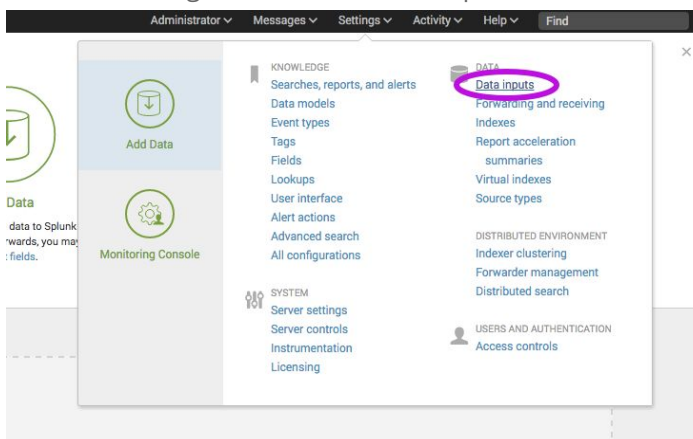 Administrator Messages Settings Activity Help Find
Add Data
Monitoring Console
KNOWLEDGE
Searches, reports, and alerts
Data models
Event types
Tags
Fields
Lookups
User interface
Alert actions
Advanced search
All configurations
SYSTEM
Server settings
Server controls
Instrumentation
Licensing
DATA
Data inputs
Forwarding and receiving
Indexes
Report acceleration
summaries
Virtual indexes
Source types
DISTRIBUTED ENVIRONMENT
Indexer clustering
Forwarder management
Distributed search
USERS AND AUTHENTICATION
Access controls
Data
data to Splunk
you may
fields.